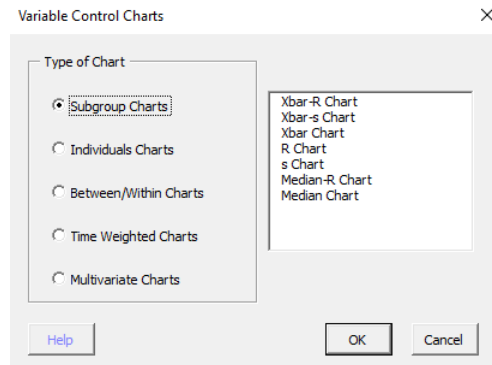 Variable Control Charts
Type of Chart
Subgroup Charts
Individuals Charts
Between/Within Charts
Time Weighted Charts
Multivariate Charts
Xbar-R Chart
Xbar-s Chart
Xbar Chart
R Chart
s Chart
Median-R Chart
Median Chart
Help
OK
Cancel